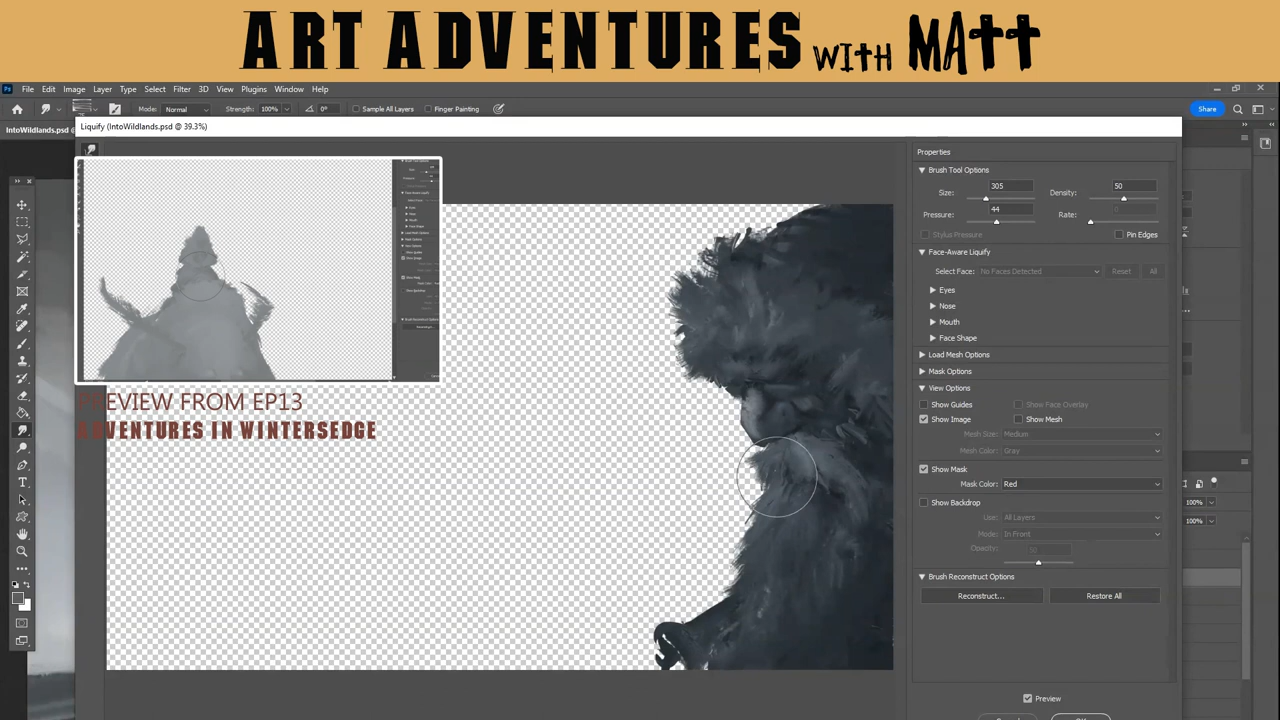 ART ADVENTURES WITH MATT
File Edit Image Layer Type Select Filter 3D View Plugins Window Help
Mode: Normal Strength: 100% 0° Sample All Layers Finger Painting Share
IntoWildlands.psd @
Liquify (IntoWildlands.psd @ 39.3%)
Properties
Brush Tool Options
Size: 305 Density: 50
Pressure: 44 Rate:
Stylus Pressure Pin Edges
Face-Aware Liquify
Select Face: No Faces Detected Reset All
Eyes
Nose
Mouth
Face Shape
Load Mesh Options
Mask Options
View Options
Show Guides Show Face Overlay
Show Image Show Mesh
Mesh Size: Medium
Mesh Color: Gray
Show Mask
Mask Color: Red
Show Backdrop
Use: All Layers
Mode: In Front
Opacity: 50
Brush Reconstruct Options
Reconstruct... Restore All
Preview
100%
100%
PREVIEW FROM EP13
ADVENTURES IN WINTERSEDGE